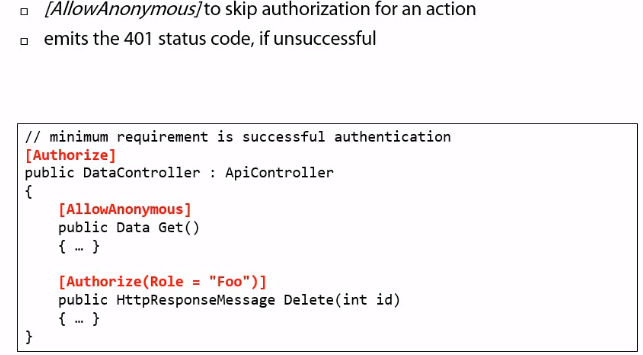 [AllowAnonymous] to skip authorization for an action
emits the 401 status code, if unsuccessful
// minimum requirement is successful authentication
[Authorize]
public DataController : ApiController
{
[AllowAnonymous]
public Data Get()
{ … }
[Authorize(Role = "Foo")]
public HttpResponseMessage Delete(int id)
{ … }
}